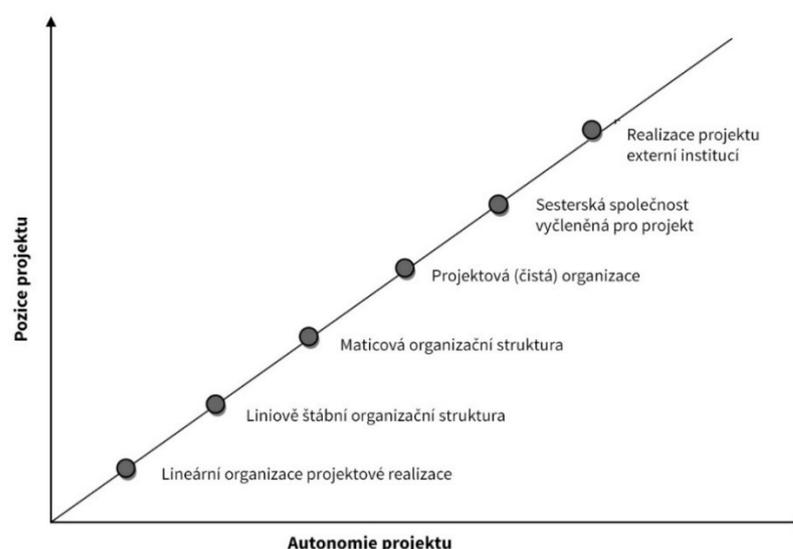 Pozice projektu
Realizace projektu
externí institucí
Sesterská společnost
vyčleněná pro projekt
Projektová (čistá) organizace
Maticová organizační struktura
Liniově štábní organizační struktura
Lineární organizace projektové realizace
Autonomie projektu